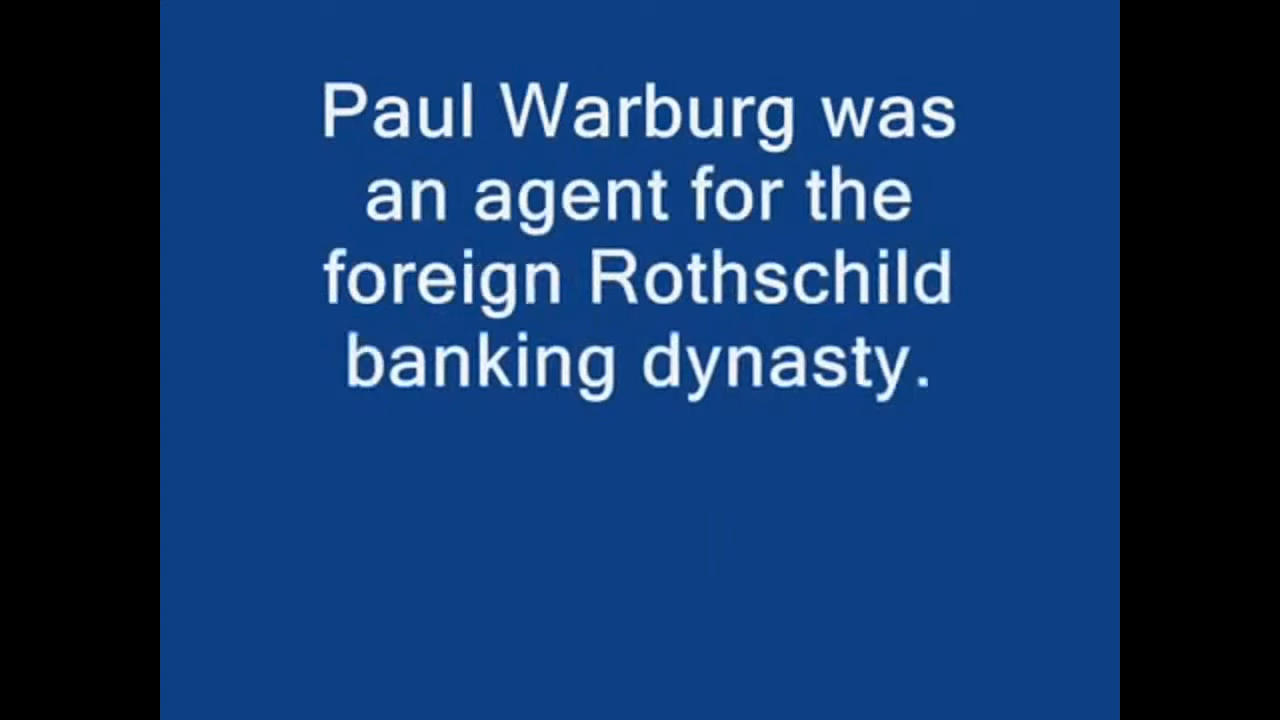 Paul Warburg was
an agent for the
foreign Rothschild
banking dynasty.